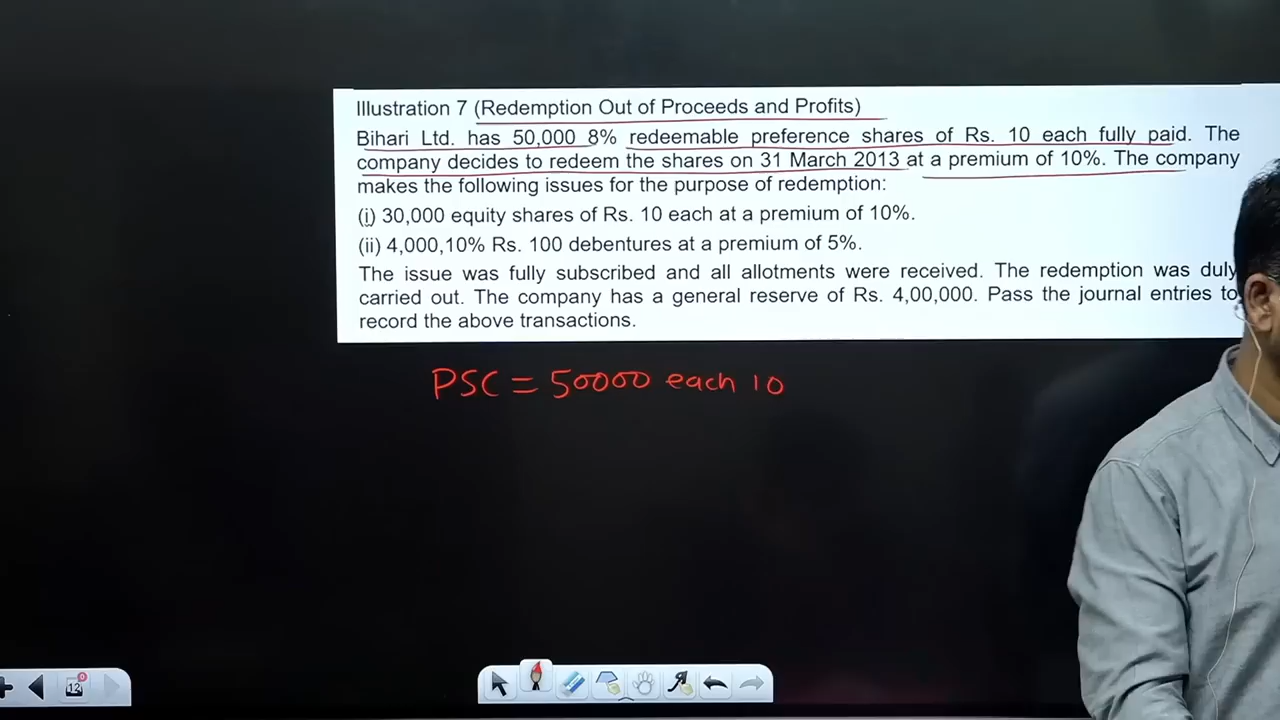 Illustration 7 (Redemption Out of Proceeds and Profits)
Bihari Ltd. has 50,000 8% redeemable preference shares of Rs. 10 each fully paid. The
company decides to redeem the shares on 31 March 2013 at a premium of 10%. The company
makes the following issues for the purpose of redemption:
(i) 30,000 equity shares of Rs. 10 each at a premium of 10%.
(ii) 4,000,10% Rs. 100 debentures at a premium of 5%.
The issue was fully subscribed and all allotments were received. The redemption was duly
carried out. The company has a general reserve of Rs. 4,00,000. Pass the journal entries to
record the above transactions.
PSC = 50000 each 10
12
0